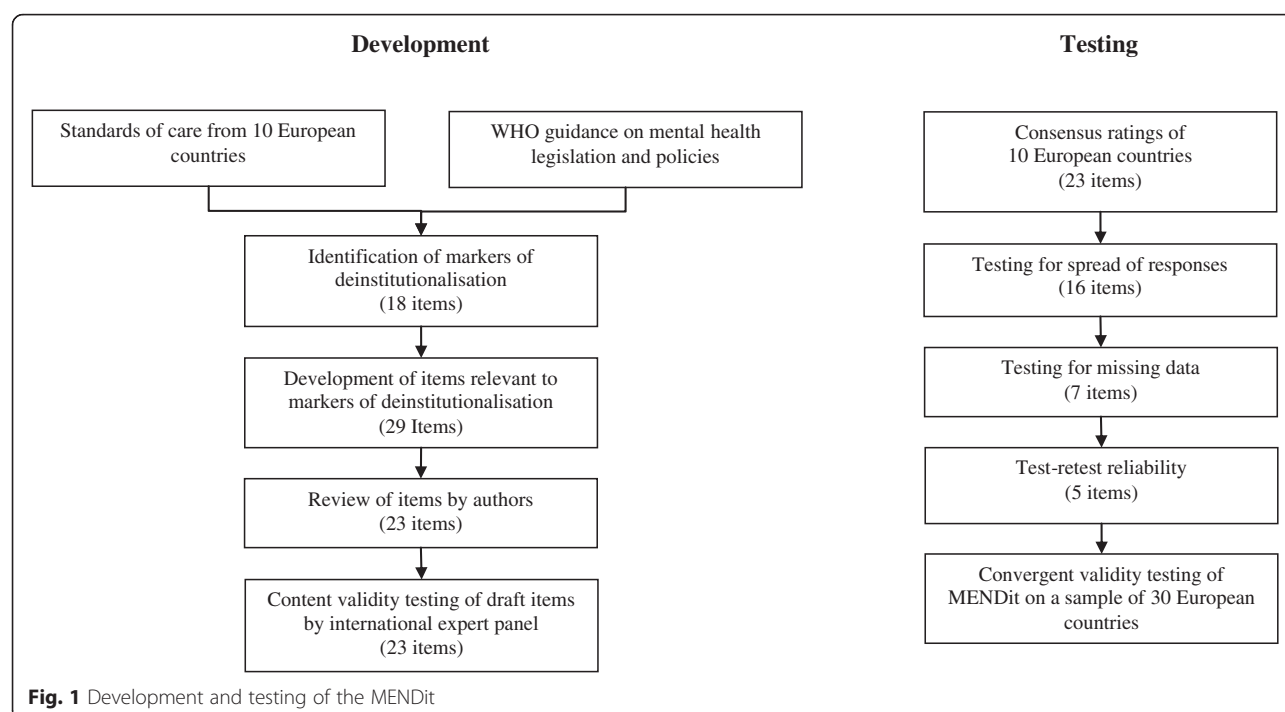 Development
Standards of care from 10 European
countries
WHO guidance on mental health
legislation and policies
Identification of markers of
deinstitutionalisation
(18 items)
Development of items relevant to
markers of deinstitutionalisation
(29 Items)
Review of items by authors
(23 items)
Content validity testing of draft items
by international expert panel
(23 items)
Testing
Consensus ratings of
10 European countries
(23 items)
Testing for spread of responses
(16 items)
Testing for missing data
(7 items)
Test-retest reliability
(5 items)
Convergent validity testing of
MENDit on a sample of 30 European
countries
Fig. 1 Development and testing of the MENDit